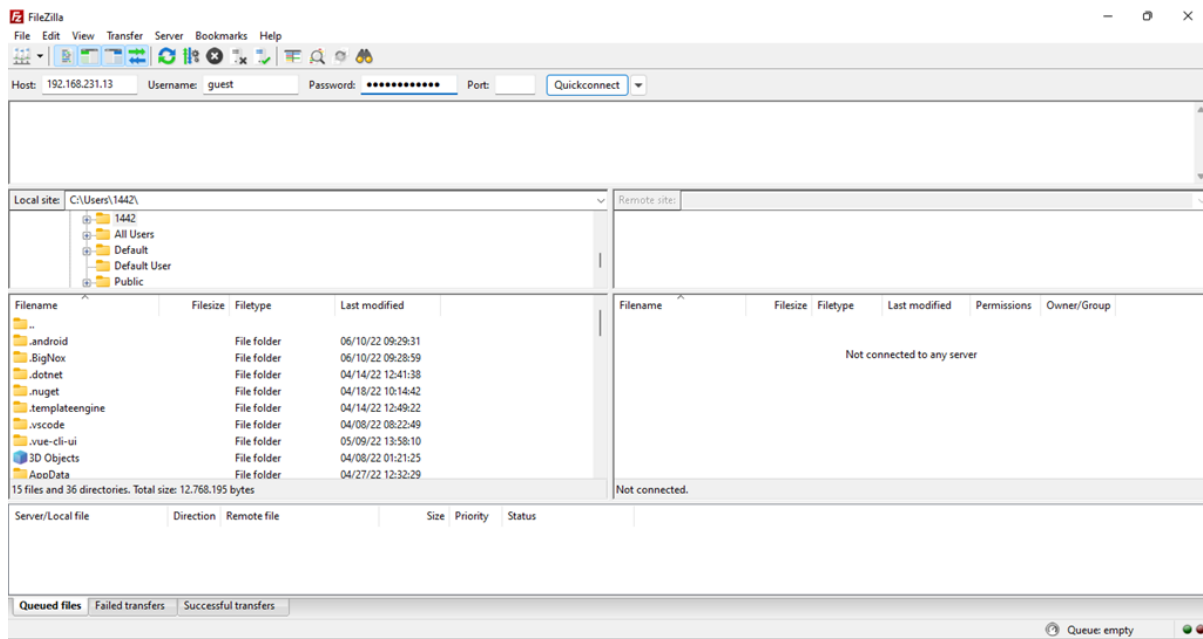 FileZilla
File Edit View Transfer Server Bookmarks Help
Host: 192.168.231.13 Username: guest Password: ●●●●●●●●●●●● Port: Quickconnect
Local site: C:\Users\1442\
Remote site:
1442
All Users
Default
Default User
Public
Filename Filesize Filetype Last modified
..
.android File folder 06/10/22 09:29:31
.BigNox File folder 06/10/22 09:28:59
.dotnet File folder 04/14/22 12:41:38
.nuget File folder 04/18/22 10:14:42
.templateengine File folder 04/14/22 12:49:22
.vscode File folder 04/08/22 08:22:49
.vue-cli-ui File folder 05/09/22 13:58:10
3D Objects File folder 04/08/22 01:21:25
AppData File folder 04/27/22 12:32:29
15 files and 36 directories. Total size: 12.768.195 bytes
Filename Filesize Filetype Last modified Permissions Owner/Group
Not connected to any server
Not connected.
Server/Local file Direction Remote file Size Priority Status
Queued files Failed transfers Successful transfers
Queue: empty